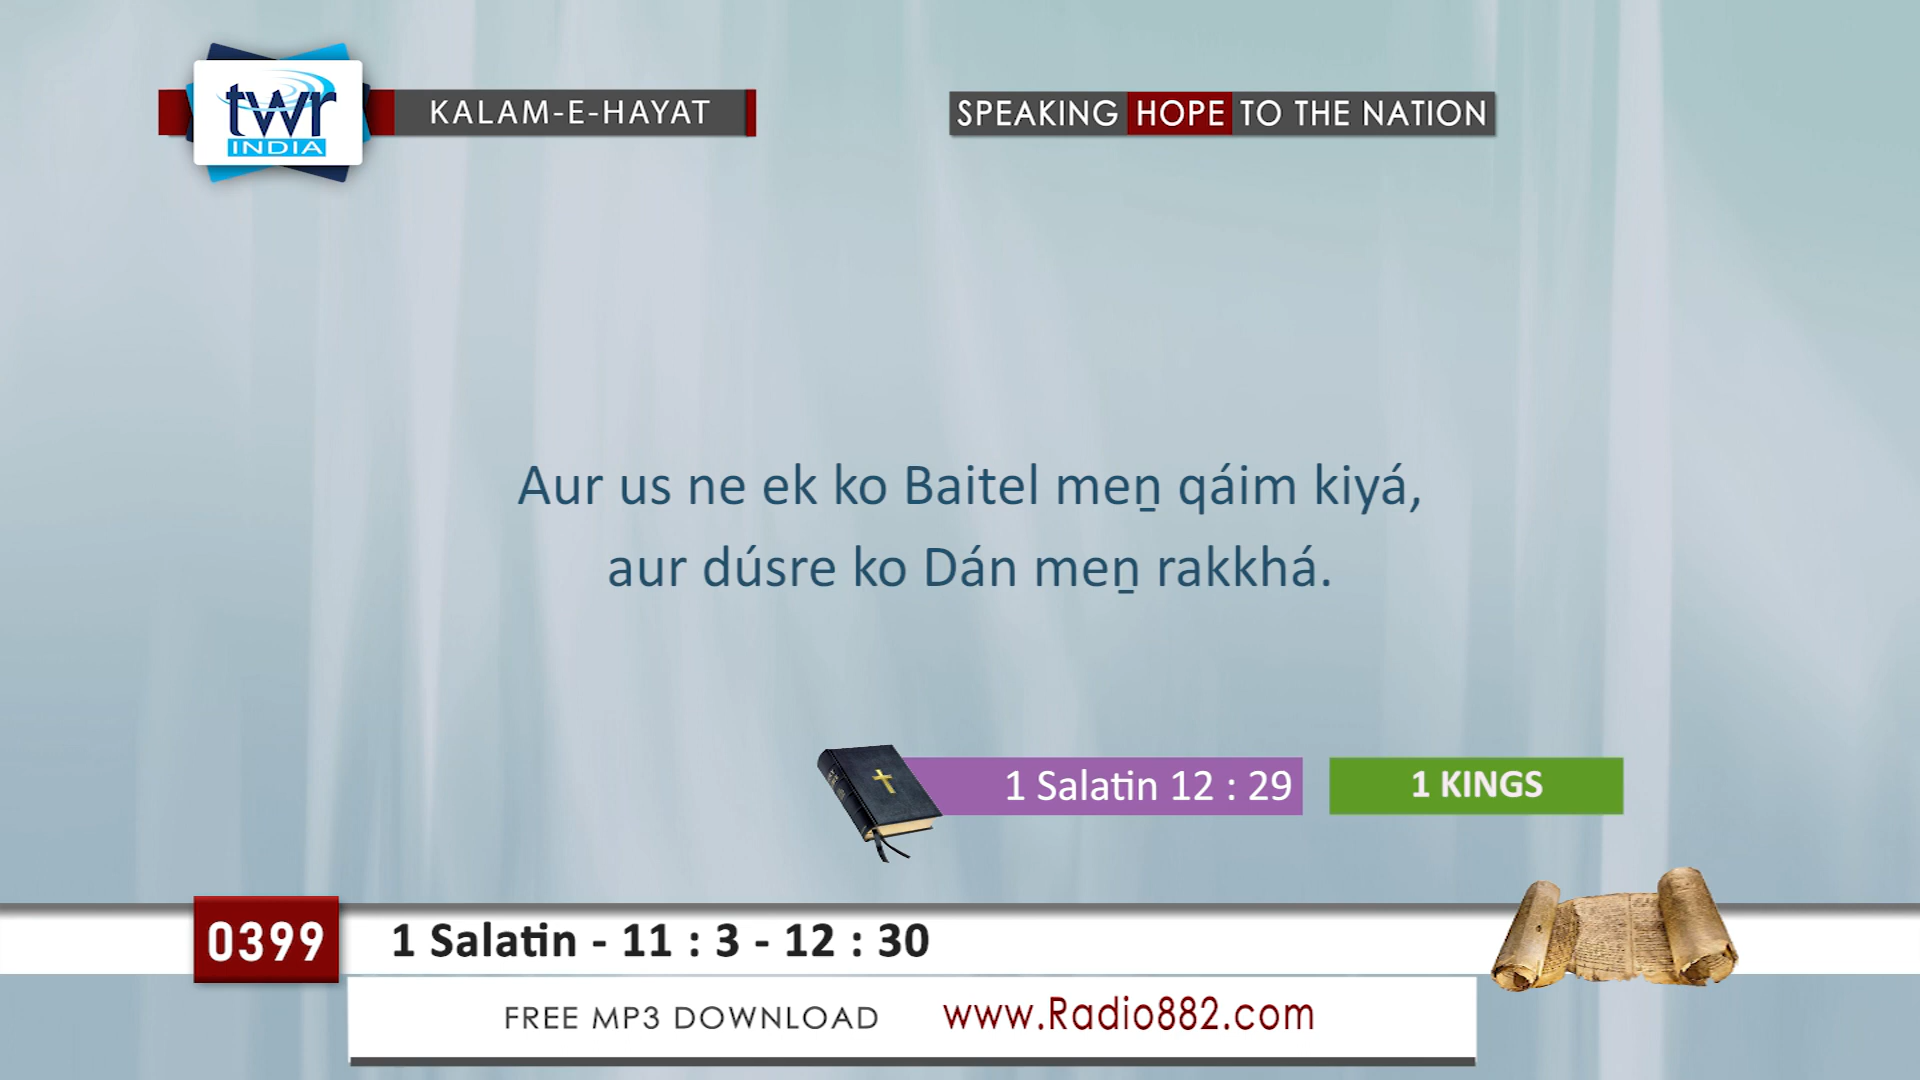 twr
INDIA
KALAM-E-HAYAT
SPEAKING HOPE TO THE NATION
Aur us ne ek ko Baitel meṉ qáim kiyá,
aur dúsre ko Dán meṉ rakkhá.
1 Salatin 12 : 29
1 KINGS
0399
1 Salatin - 11 : 3 - 12 : 30
FREE MP3 DOWNLOAD www.Radio882.com